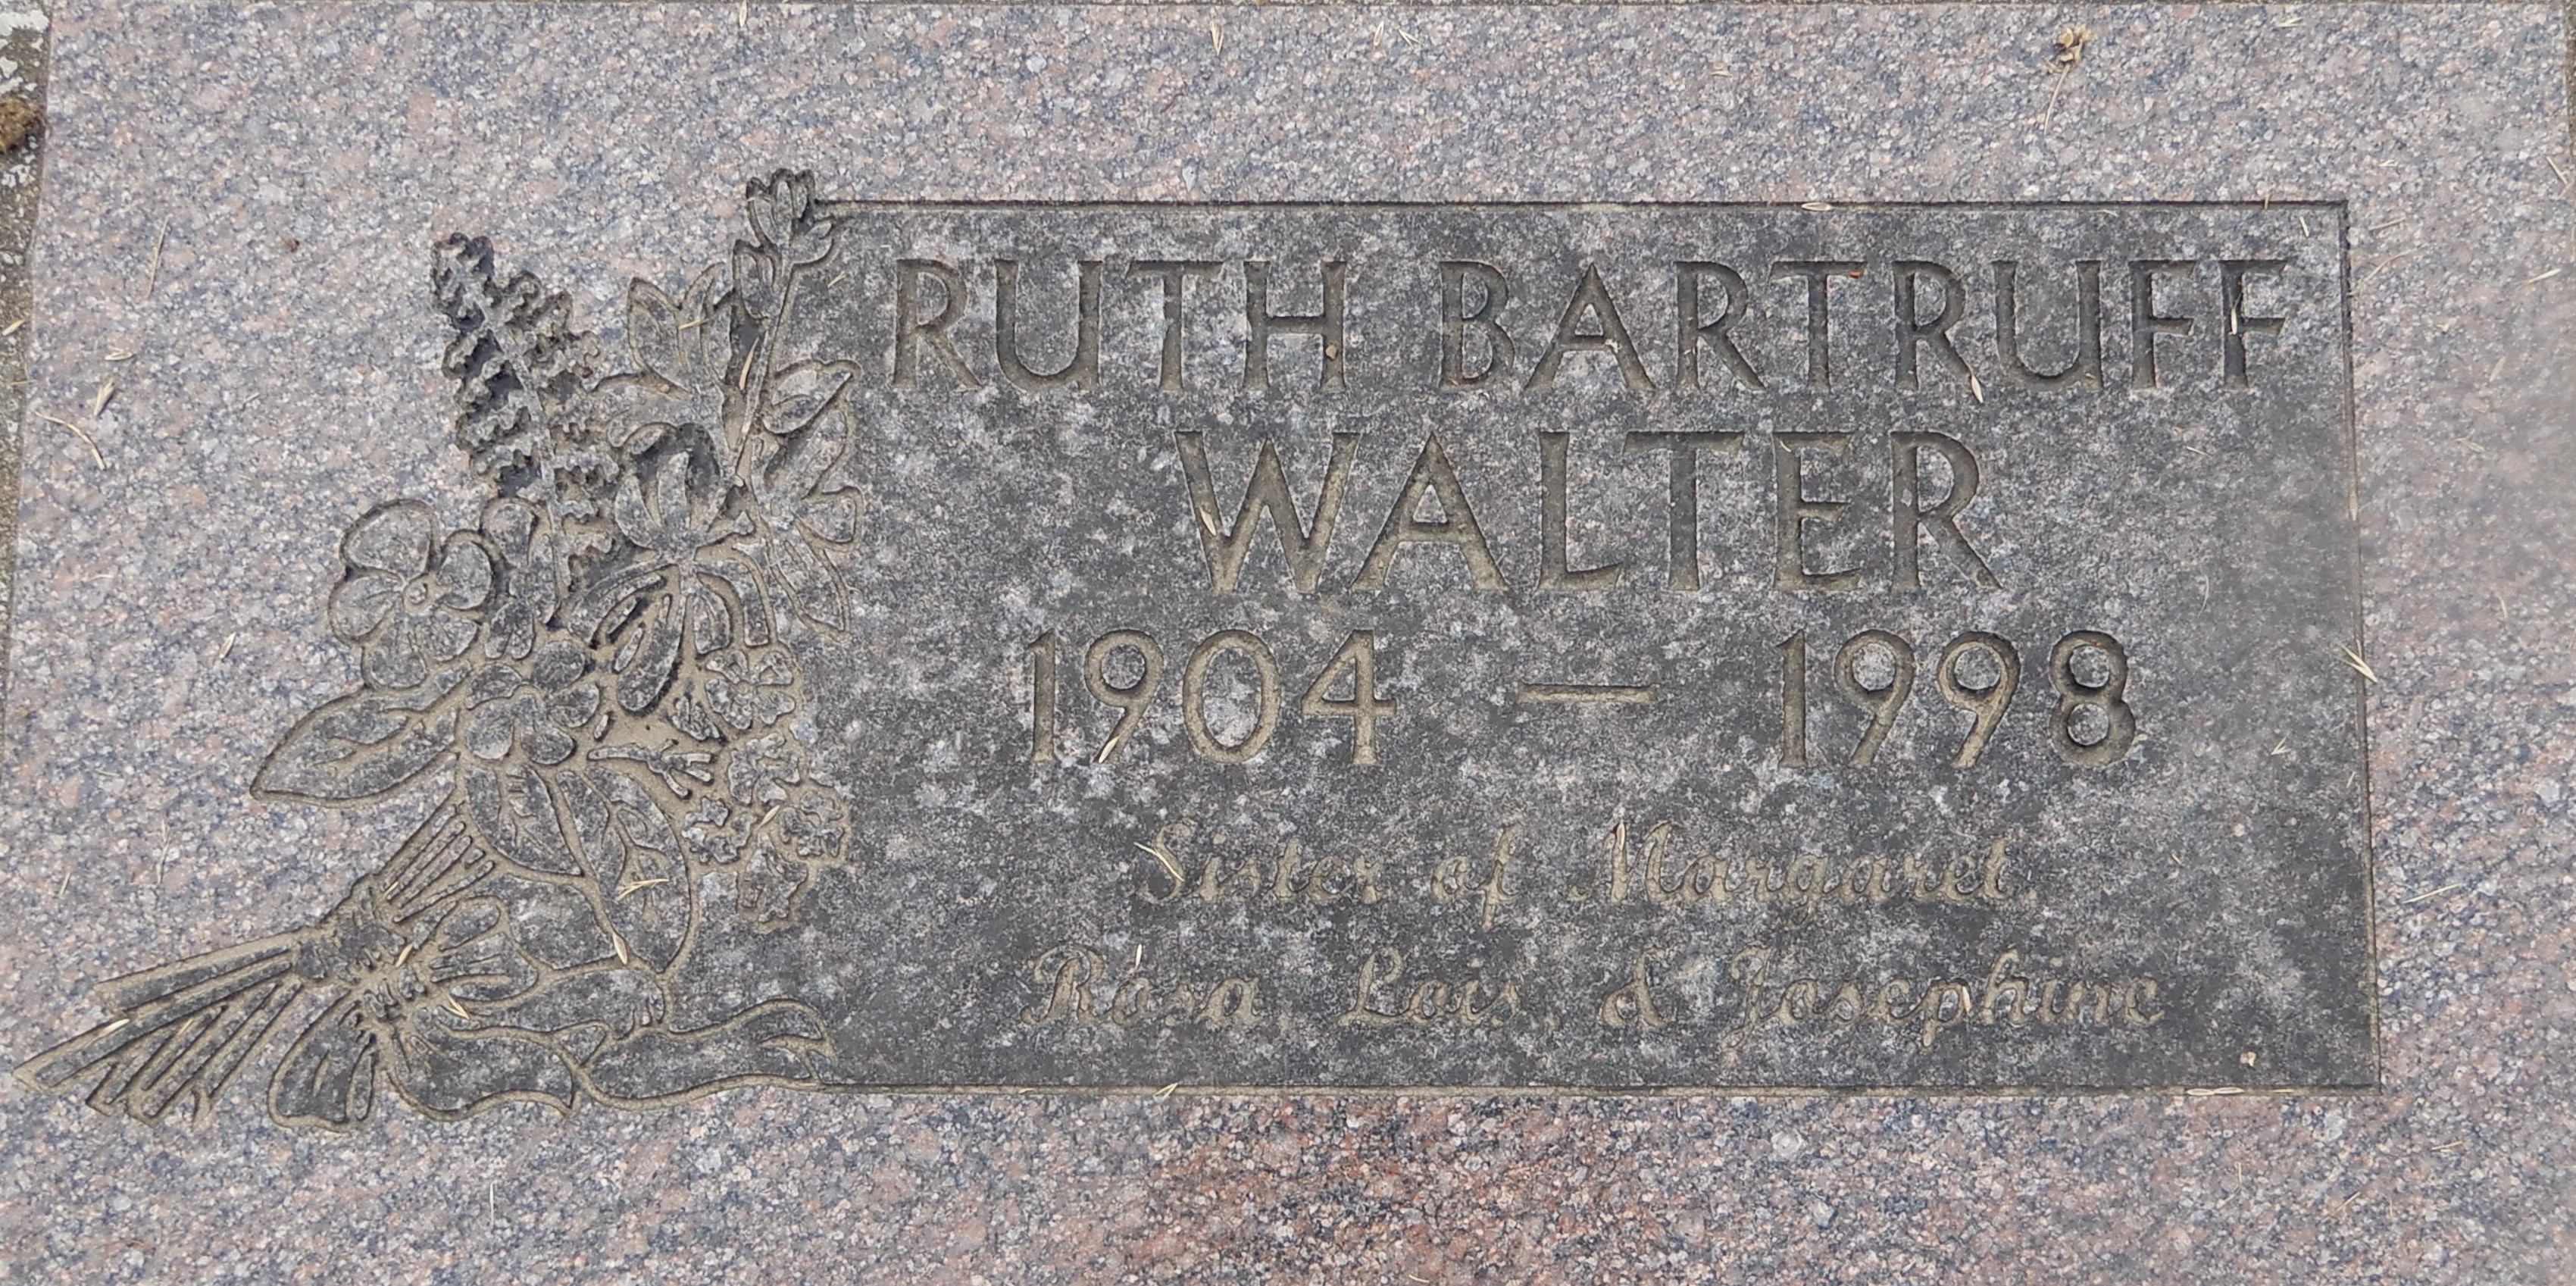 RUTH BARTRUFF
WALTER
1904 — 1998
Sister of Margaret,
Rosa, Lois, & Josephine